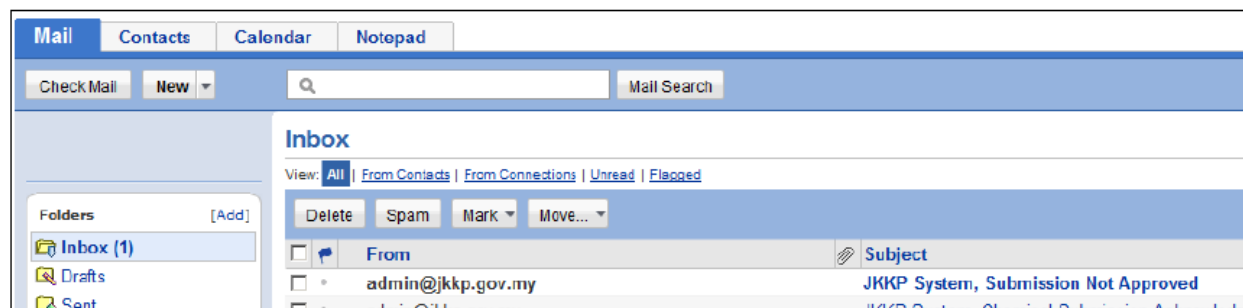 Mail Contacts Calendar Notepad
Check Mail New Mail Search
Inbox
View: All | From Contacts | From Connections | Unread | Flagged
Folders [Add] Delete Spam Mark Move...
Inbox (1) From Subject
Drafts admin@jkkp.gov.my JKKP System, Submission Not Approved
Sent